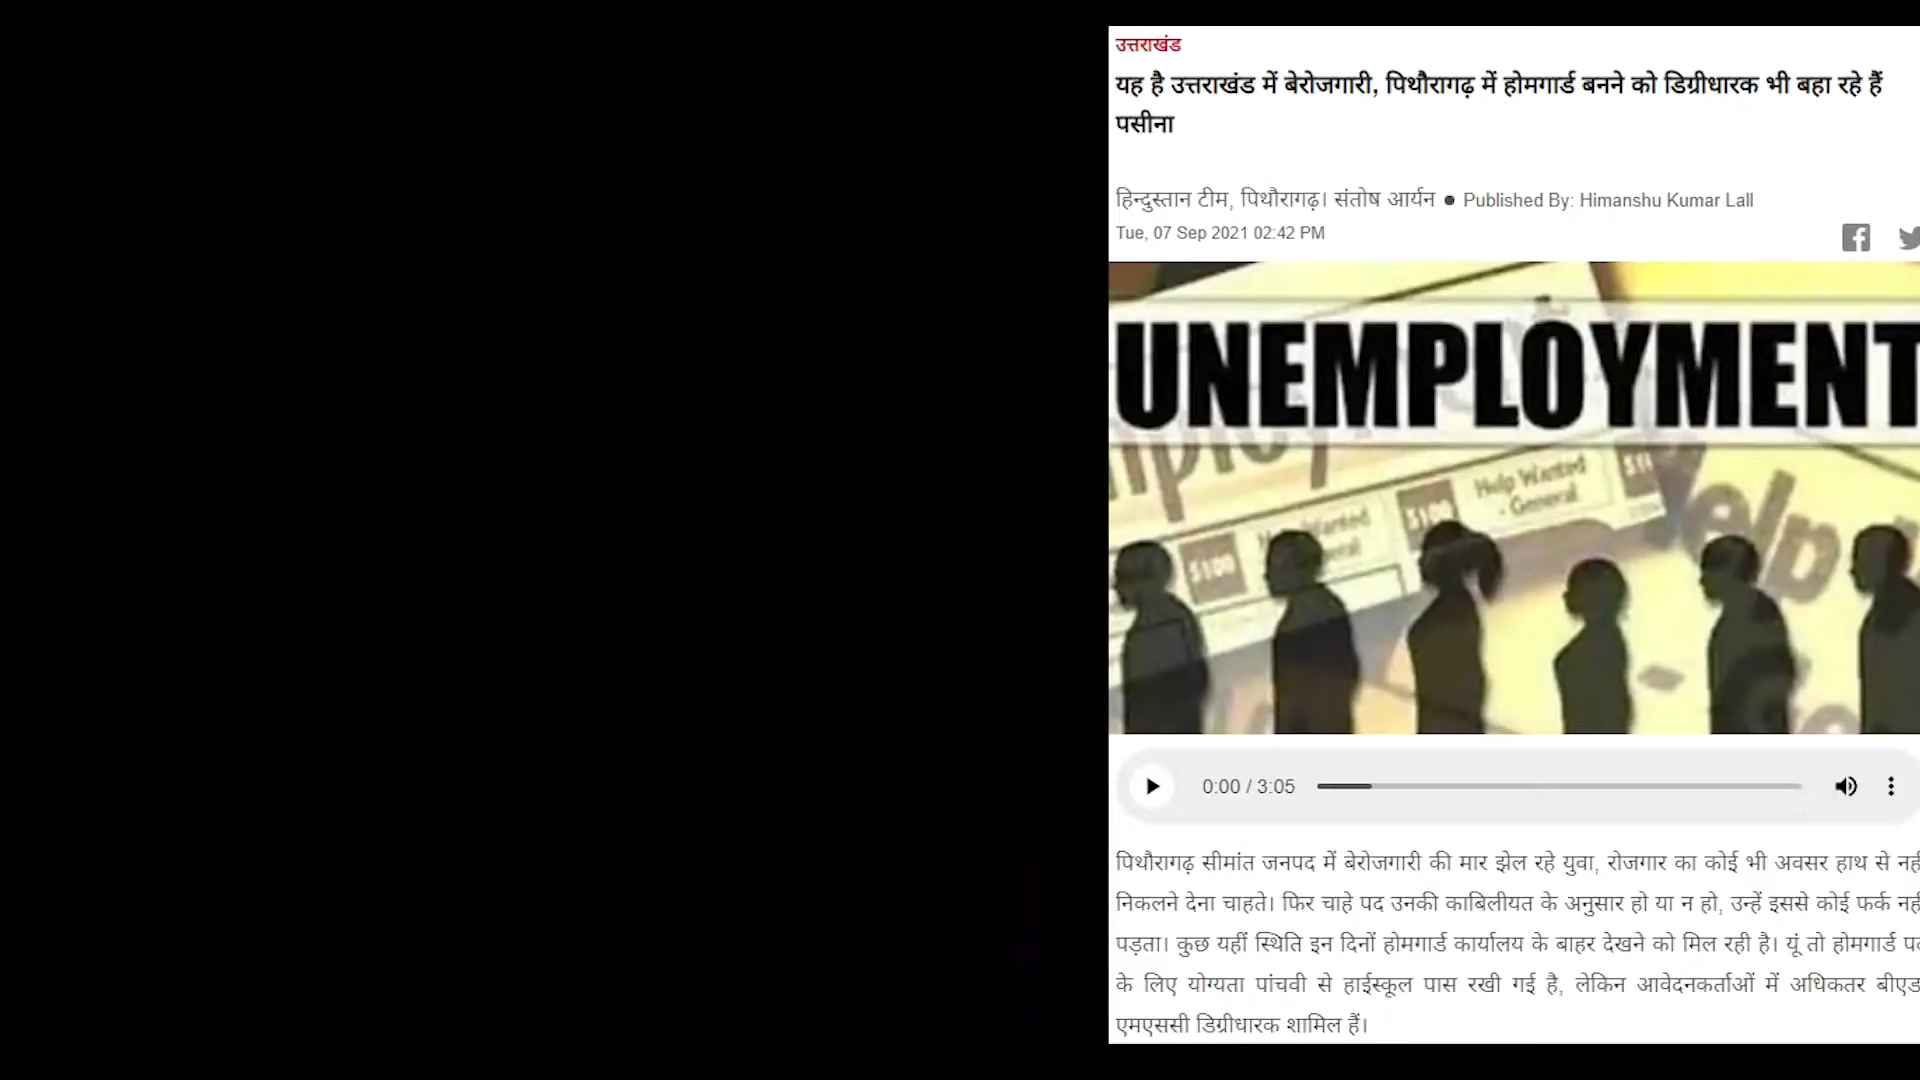 उत्तराखंड
यह है उत्तराखंड में बेरोजगारी, पिथौरागढ़ में होमगार्ड बनने को डिग्रीधारक भी बहा रहे हैं
पसीना
हिन्दुस्तान टीम, पिथौरागढ़। संतोष आर्यन ● Published By: Himanshu Kumar Lall
Tue, 07 Sep 2021 02:42 PM
UNEMPLOYMENT
Help Wanted
- General
$100
$100
0:00 / 3:05
पिथौरागढ़ सीमांत जनपद में बेरोजगारी की मार झेल रहे युवा, रोजगार का कोई भी अवसर हाथ से
निकलने देना चाहते। फिर चाहे पद उनकी काबिलीयत के अनुसार हो या न हो, उन्हें इससे कोई फर्क
पड़ता। कुछ यहीं स्थिति इन दिनों होमगार्ड कार्यालय के बाहर देखने को मिल रही है। यूं तो होमगार्ड
के लिए योग्यता पांचवी से हाईस्कूल पास रखी गई है, लेकिन आवेदनकर्ताओं में अधिकतर बीएड
एमएससी डिग्रीधारक शामिल हैं।